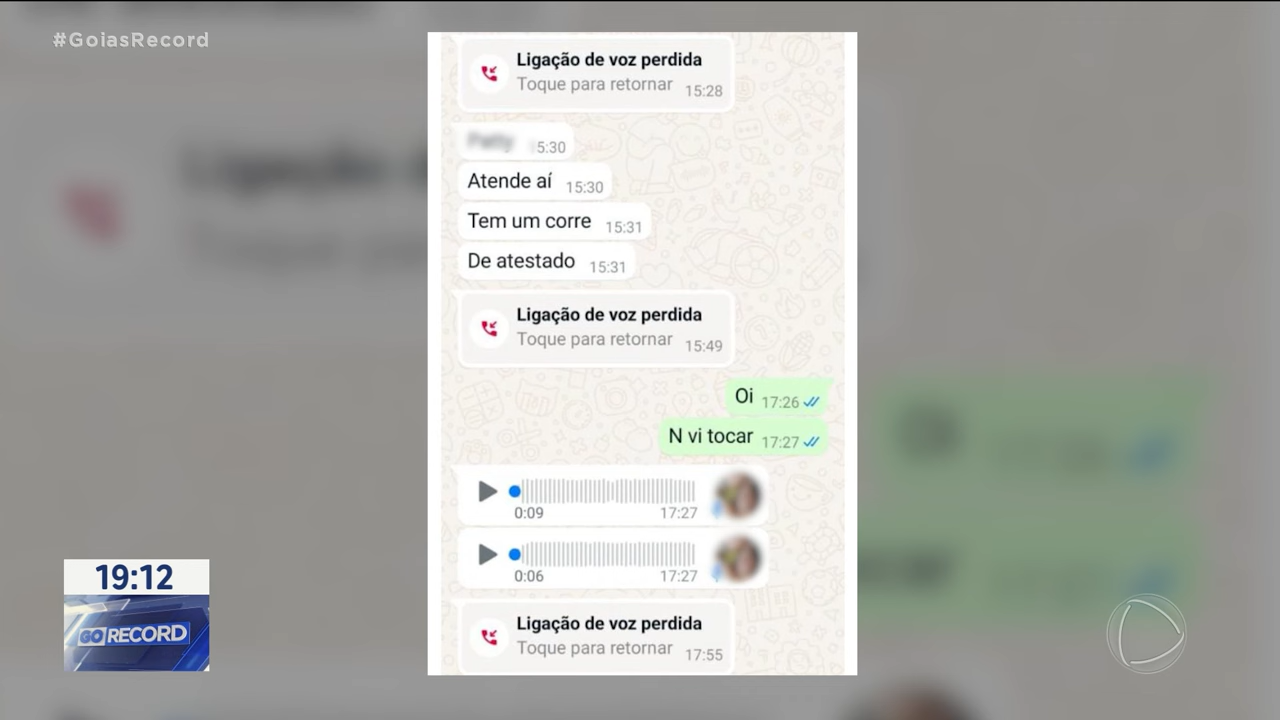 #GoiasRecord
Ligação de voz perdida
Toque para retornar 15:28
5:30
Atende aí 15:30
Tem um corre 15:31
De atestado 15:31
Ligação de voz perdida
Toque para retornar 15:49
Oi 17:26
N vi tocar 17:27
0:09 17:27
0:06 17:27
Ligação de voz perdida
Toque para retornar 17:55
19:12
GO RECORD